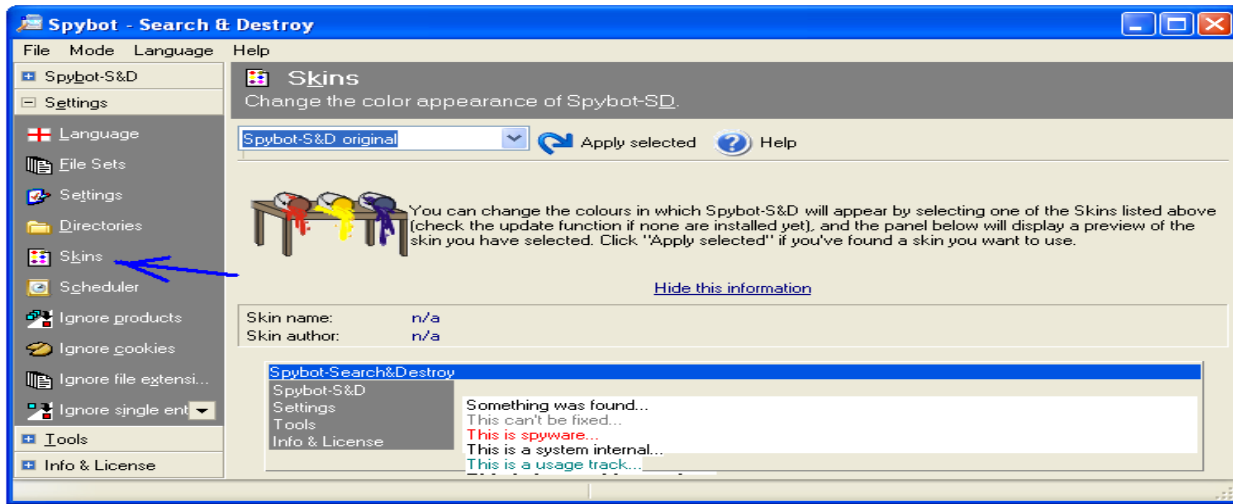 Spybot - Search & Destroy
File Mode Language Help
Spybot-S&D
Settings
Language
File Sets
Settings
Directories
Skins
Scheduler
Ignore products
Ignore cookies
Ignore file extensi...
Ignore single ent
Tools
Info & License
Skins
Change the color appearance of Spybot-SD.
Spybot-S&D original
Apply selected
Help
You can change the colours in which Spybot-S&D will appear by selecting one of the Skins listed above
(check the update function if none are installed yet), and the panel below will display a preview of the
skin you have selected. Click "Apply selected" if you've found a skin you want to use.
Hide this information
Skin name: n/a
Skin author: n/a
Spybot-Search&Destroy
Spybot-S&D
Settings
Tools
Info & License
Something was found...
This can't be fixed...
This is spyware...
This is a system internal...
This is a usage track...